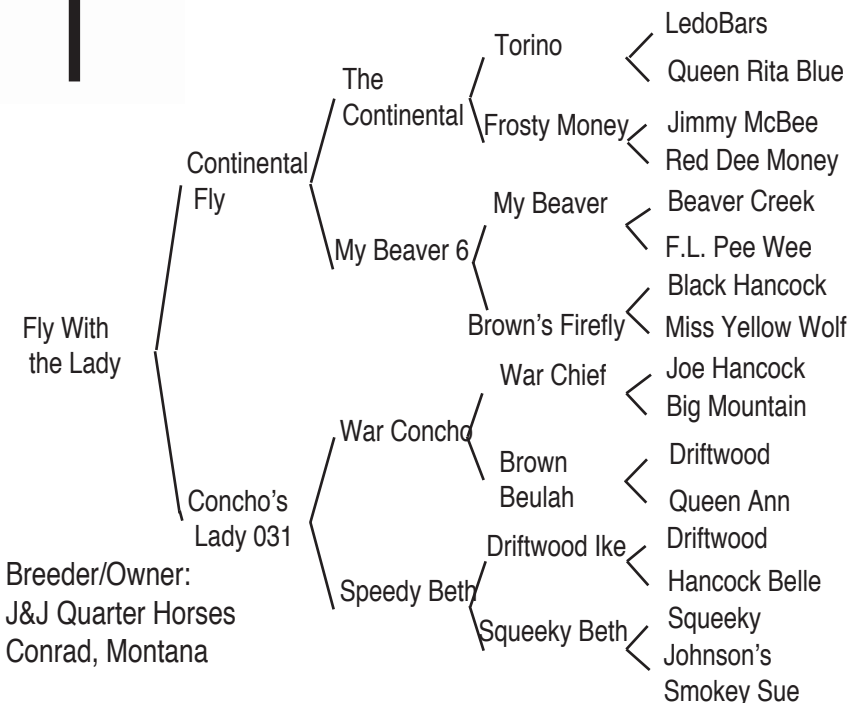 Fly With
the Lady
Continental
Fly
Concho's
Lady 031
The
Continental
My Beaver 6
War Concho
Speedy Beth
Torino
Frosty Money
My Beaver
Brown's Firefly
War Chief
Brown
Beulah
Driftwood Ike
Squeeky Beth
LedoBars
Queen Rita Blue
Jimmy McBee
Red Dee Money
Beaver Creek
F.L. Pee Wee
Black Hancock
Miss Yellow Wolf
Joe Hancock
Big Mountain
Driftwood
Queen Ann
Driftwood
Hancock Belle
Squeeky
Johnson's
Smokey Sue
Breeder/Owner:
J&J Quarter Horses
Conrad, Montana